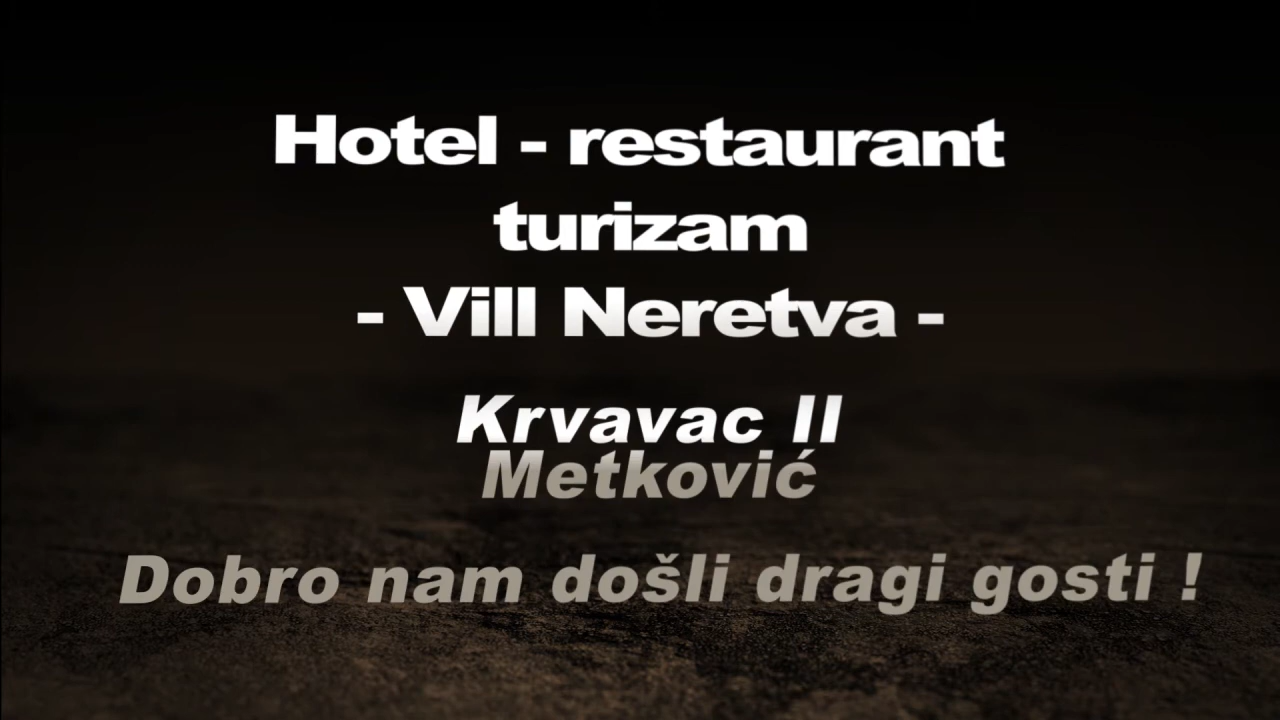 Hotel - restaurant
turizam
- Vill Neretva -
Krvavac II
Metković
Dobro nam došli dragi gosti !